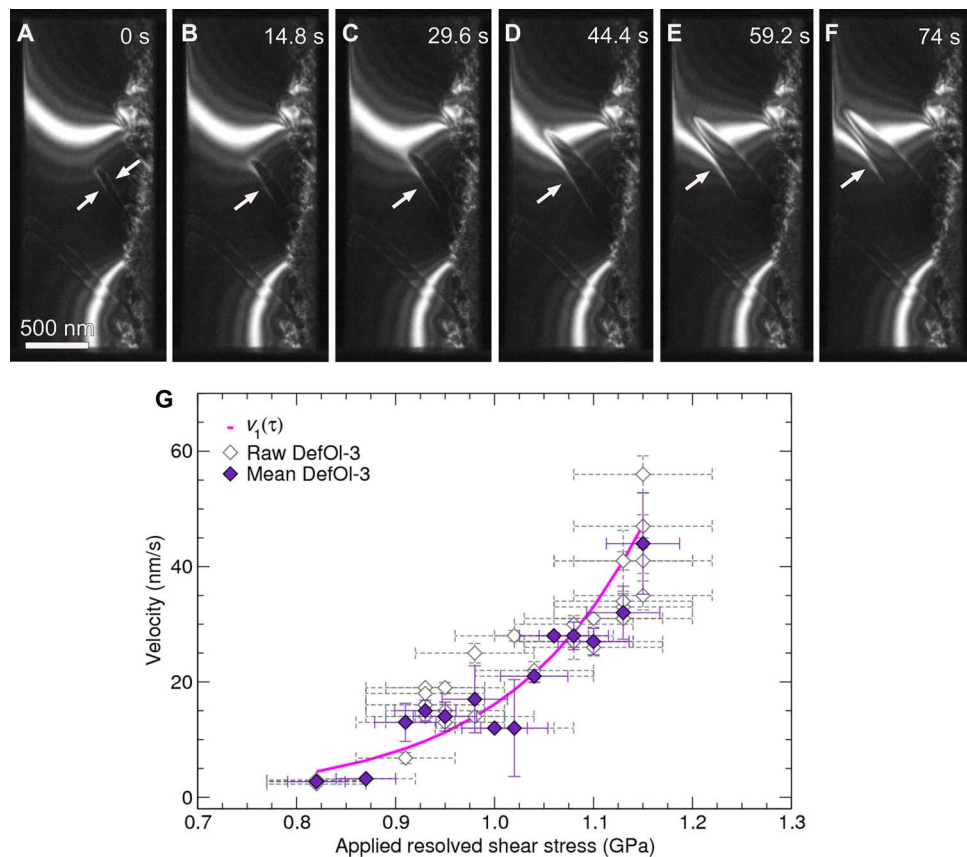 A 0 s
B 14.8 s
C 29.6 s
D 44.4 s
E 59.2 s
F 74 s
500 nm
G
v₁(τ)
Raw DefOl-3
Mean DefOl-3
60
40
20
0
Velocity (nm/s)
0.7 0.8 0.9 1.0 1.1 1.2 1.3
Applied resolved shear stress (GPa)